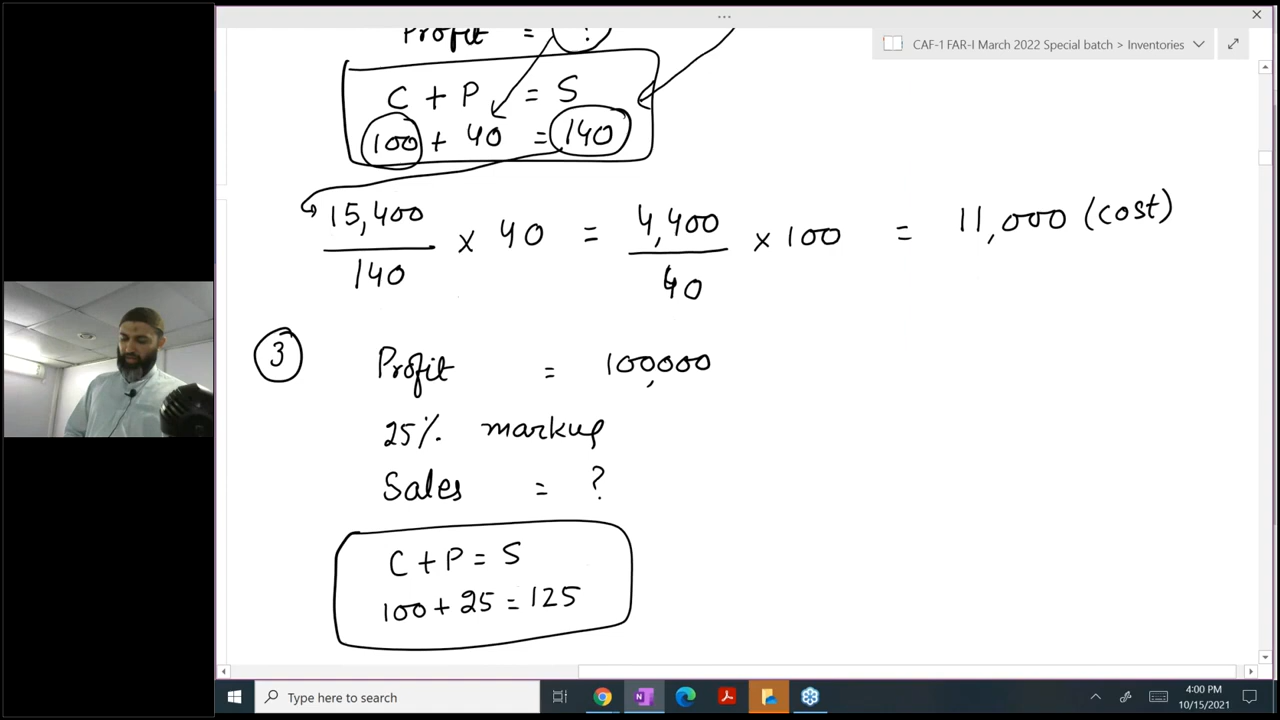 CAF-1 FAR-I March 2022 Special batch > Inventories
Profit = ?
C + P = S
100 + 40 = 140
15,400 / 140 × 40 = 4,400 / 40 × 100 = 11,000 (cost)
3
Profit = 100,000
25% markup
Sales = ?
C + P = S
100 + 25 = 125
Type here to search
4:00 PM
10/15/2021